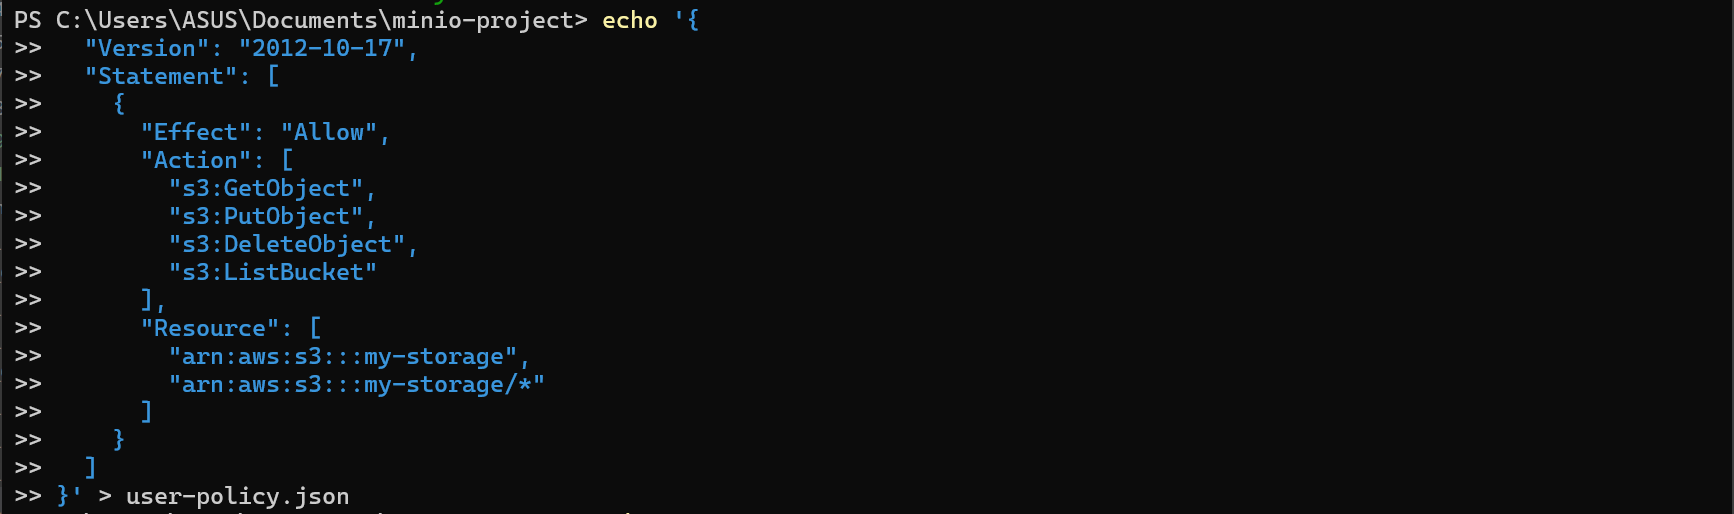 PS C:\Users\ASUS\Documents\minio-project> echo '{
>>   "Version": "2012-10-17",
>>   "Statement": [
>>     {
>>       "Effect": "Allow",
>>       "Action": [
>>         "s3:GetObject",
>>         "s3:PutObject",
>>         "s3:DeleteObject",
>>         "s3:ListBucket"
>>       ],
>>       "Resource": [
>>         "arn:aws:s3:::my-storage",
>>         "arn:aws:s3:::my-storage/*"
>>       ]
>>     }
>>   ]
>> }' > user-policy.json